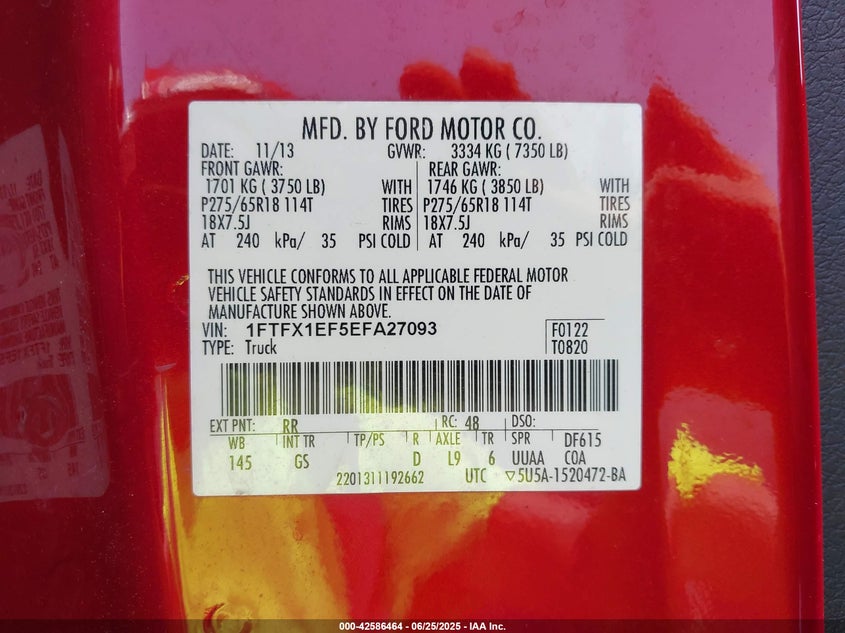 MFD. BY FORD MOTOR CO.
DATE: 11/13 GVWR: 3334 KG ( 7350 LB)
FRONT GAWR: REAR GAWR:
1701 KG ( 3750 LB) WITH 1746 KG ( 3850 LB) WITH
P275/65R18 114T TIRES P275/65R18 114T TIRES
18X7.5J RIMS 18X7.5J RIMS
AT 240 kPa/ 35 PSI COLD AT 240 kPa/ 35 PSI COLD
THIS VEHICLE CONFORMS TO ALL APPLICABLE FEDERAL MOTOR
VEHICLE SAFETY STANDARDS IN EFFECT ON THE DATE OF
MANUFACTURE SHOWN ABOVE.
VIN: 1FTFX1EF5EFA27093 F0122
TYPE: Truck T0820
EXT PNT: RR RC: 48 DSO:
WB INT TR TP/PS R AXLE TR SPR DF615
145 GS D L9 6 UUAA COA
2201311192662 UTC ▽5U5A-1520472-BA
000-42586464 / 06/25/2025 - IAA Inc.